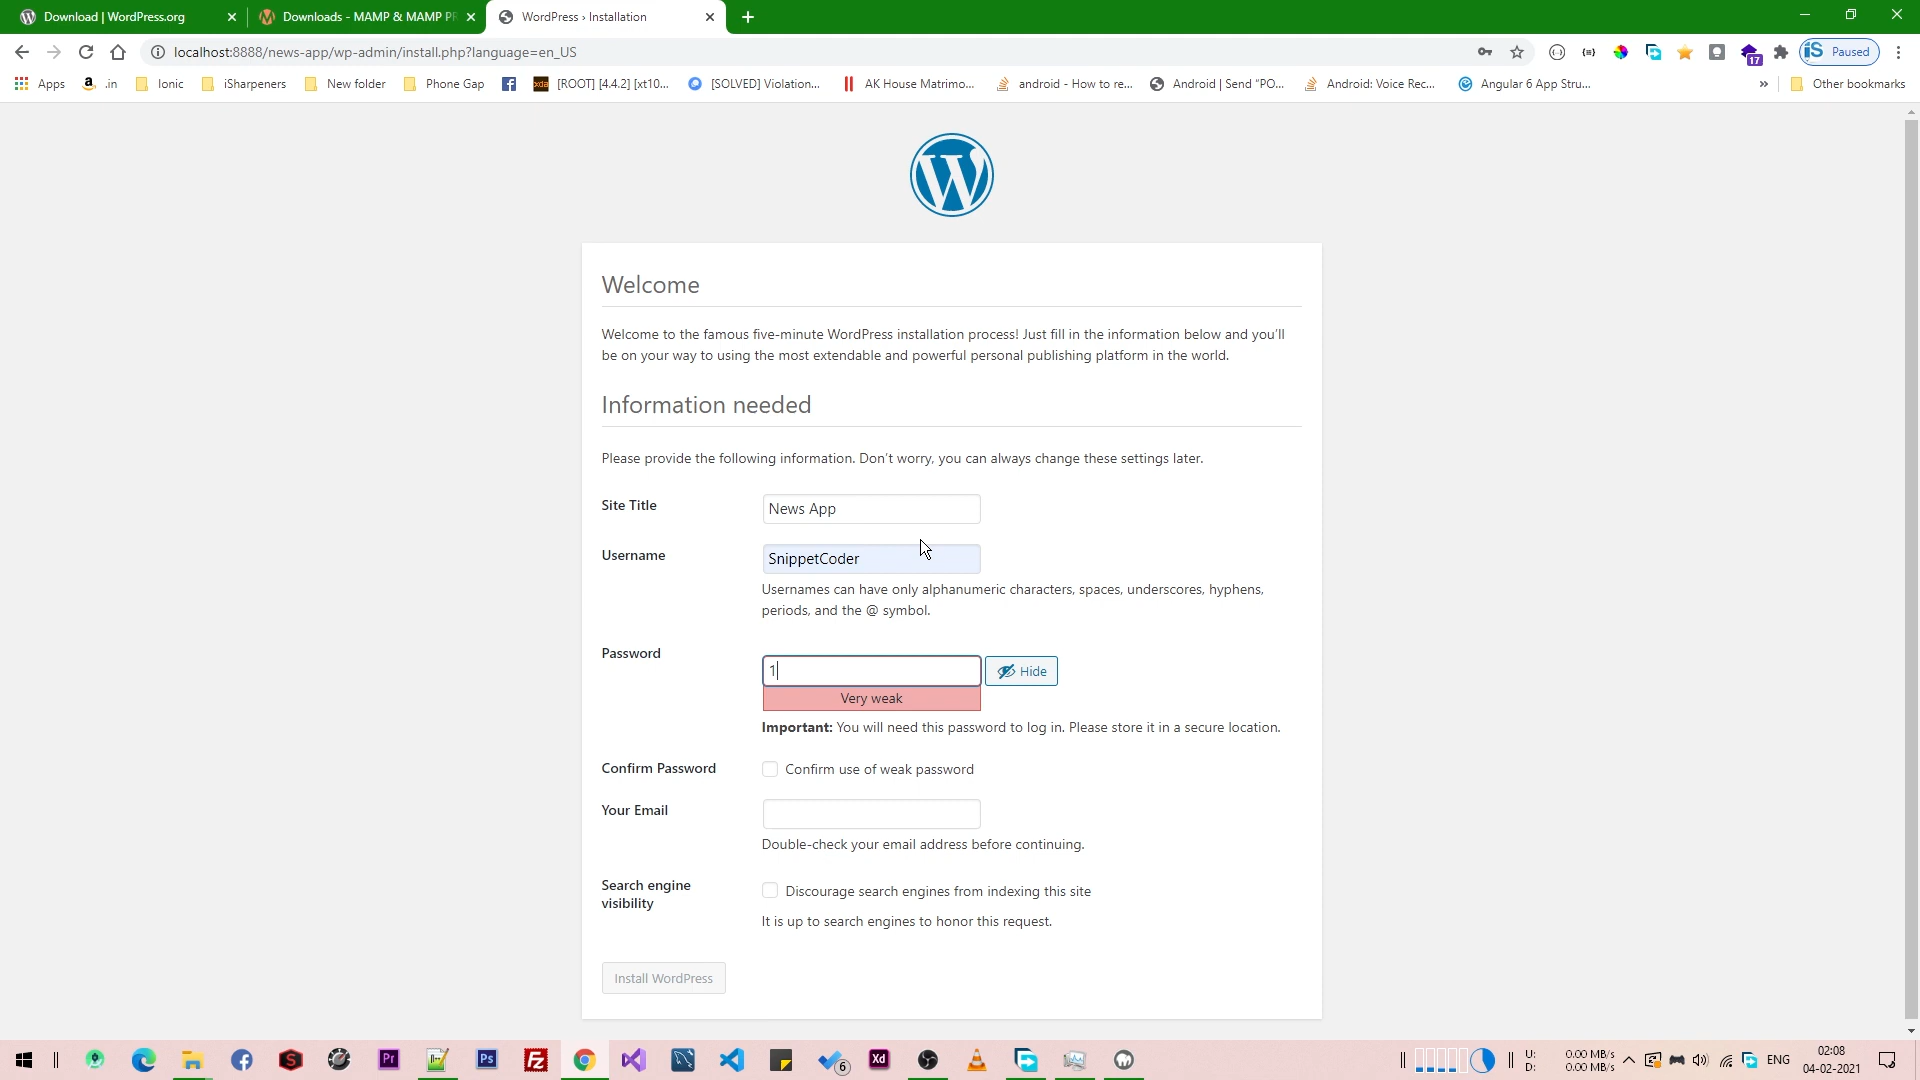 Download | WordPress.org
Downloads - MAMP & MAMP PR
WordPress › Installation
localhost:8888/news-app/wp-admin/install.php?language=en_US
17
Paused
Apps
.in
Ionic
iSharpeners
New folder
Phone Gap
[ROOT] [4.4.2] [xt10...
[SOLVED] Violation...
AK House Matrimo...
android - How to re...
Android | Send "PO...
Android: Voice Rec...
Angular 6 App Stru...
»
Other bookmarks
Welcome
Welcome to the famous five-minute WordPress installation process! Just fill in the information below and you'll
be on your way to using the most extendable and powerful personal publishing platform in the world.
Information needed
Please provide the following information. Don't worry, you can always change these settings later.
Site Title
News App
Username
SnippetCoder
Usernames can have only alphanumeric characters, spaces, underscores, hyphens,
periods, and the @ symbol.
Password
1
Hide
Very weak
Important: You will need this password to log in. Please store it in a secure location.
Confirm Password
Confirm use of weak password
Your Email
Double-check your email address before continuing.
Search engine
visibility
Discourage search engines from indexing this site
It is up to search engines to honor this request.
Install WordPress
Pr
Ps
Fz
6
Xd
U: 0.00 MB/s
D: 0.00 MB/s
ENG
02:08
04-02-2021